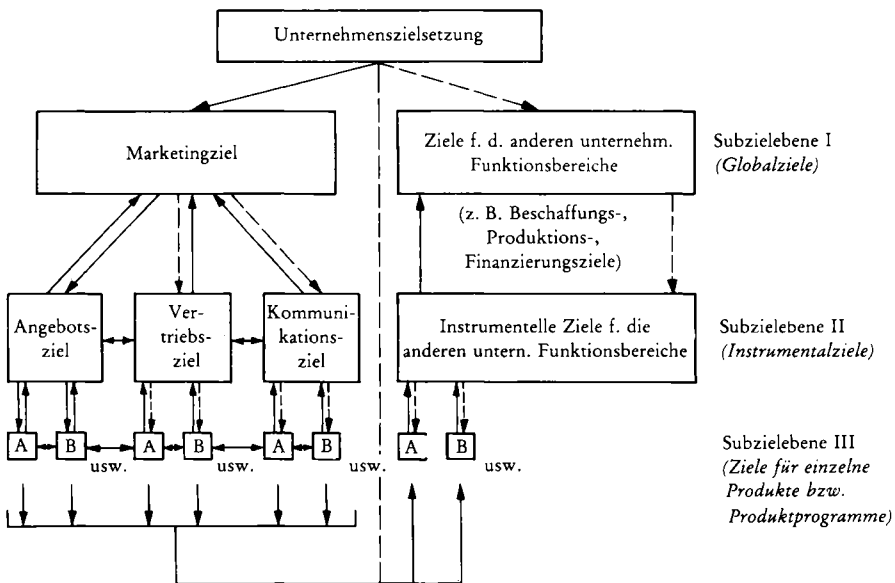 Unternehmenszielsetzung
Marketingziel
Ziele f. d. anderen unternehm.
Funktionsbereiche
Subzielebene I
(Globalziele)
(z. B. Beschaffungs-,
Produktions-,
Finanzierungsziele)
Angebots-
ziel
Ver-
triebs-
ziel
Kommuni-
kations-
ziel
Instrumentelle Ziele f. die
anderen untern. Funktionsbereiche
Subzielebene II
(Instrumentalziele)
A
B
usw.
A
B
usw.
A
B
usw.
A
B
usw.
Subzielebene III
(Ziele für einzelne
Produkte bzw.
Produktprogramme)